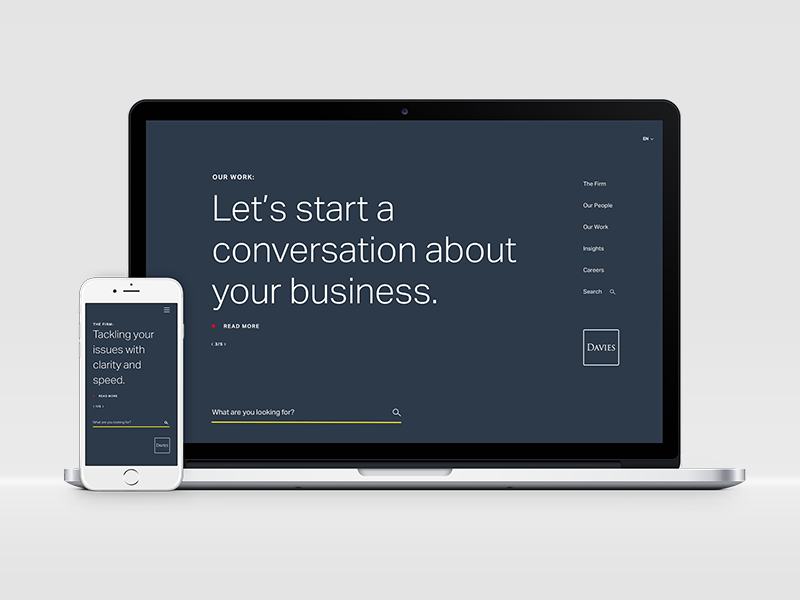 EN
OUR WORK:
Let's start a
conversation about
your business.
READ MORE
‹ 3/5 ›
What are you looking for?
The Firm
Our People
Our Work
Insights
Careers
Search
DAVIES
THE FIRM:
Tackling your
issues with
clarity and
speed.
READ MORE
‹ 1/5 ›
What are you looking for?
DAVIES